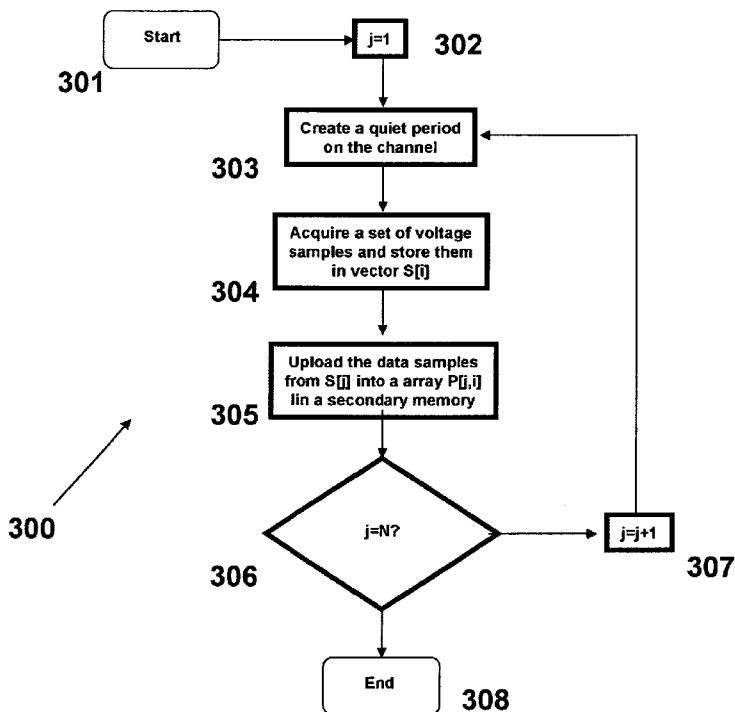 Start
301
j=1
302
Create a quiet period
on the channel
303
Acquire a set of voltage
samples and store them
in vector S[i]
304
Upload the data samples
from S[j] into a array P[j,i]
Iin a secondary memory
305
300
j=N?
306
j=j+1
307
End
308